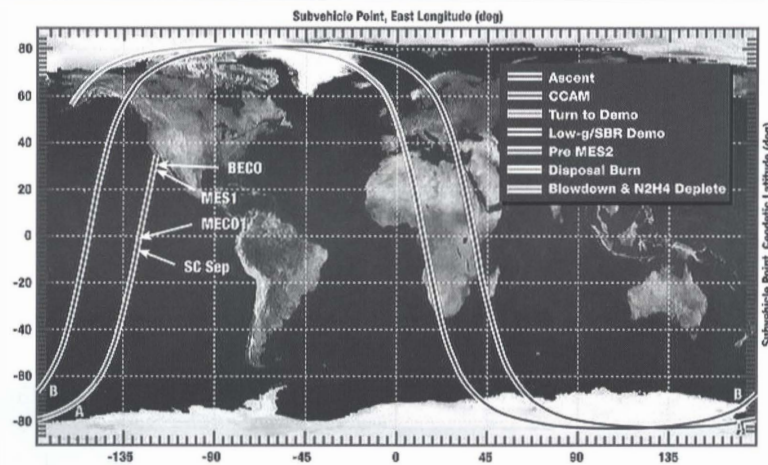 Subvehicle Point, East Longitude (deg)
80
60
40
20
0
-20
-40
-60
-80
Ascent
CCAM
Turn to Demo
Low-g/SBR Demo
Pre MES2
Disposal Burn
Blowdown & N2H4 Deplete
BECO
MES1
MECO1
SC Sep
B
A
B
A
-135
-90
-45
0
45
90
135
Subvehicle Point, Geodetic Latitude (deg)